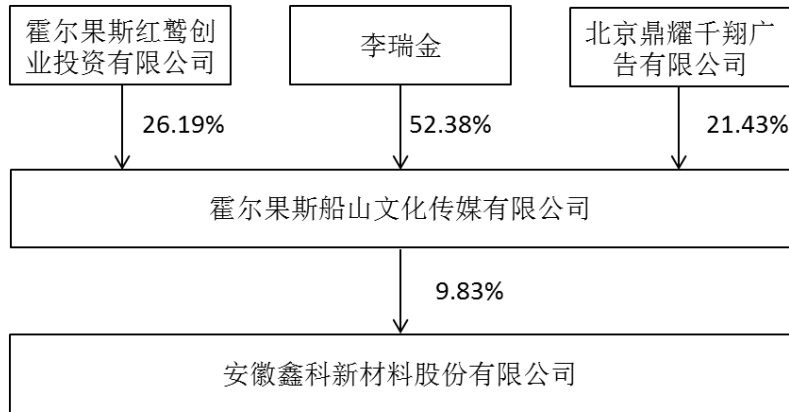 霍尔果斯红鹫创
业投资有限公司
李瑞金
北京鼎耀千翔广
告有限公司
26.19%
52.38%
21.43%
霍尔果斯船山文化传媒有限公司
9.83%
安徽鑫科新材料股份有限公司